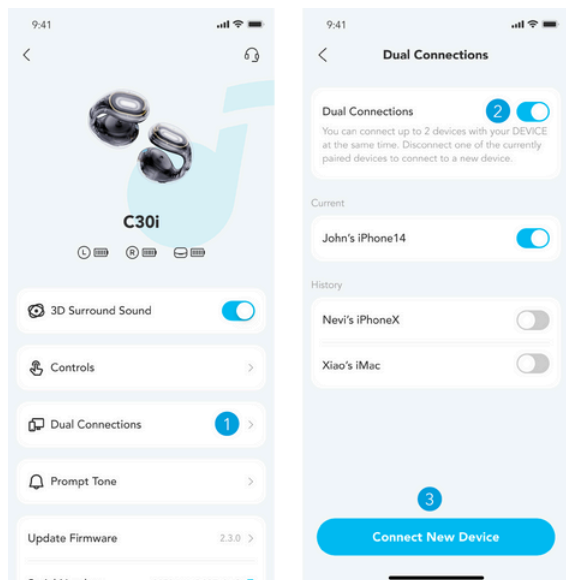 9:41
C30i
L
R
3D Surround Sound
Controls
Dual Connections
1
Prompt Tone
Update Firmware
2.3.0
9:41
Dual Connections
Dual Connections
2
You can connect up to 2 devices with your DEVICE
at the same time. Disconnect one of the currently
paired devices to connect to a new device.
Current
John's iPhone14
History
Nevi's iPhoneX
Xiao's iMac
3
Connect New Device